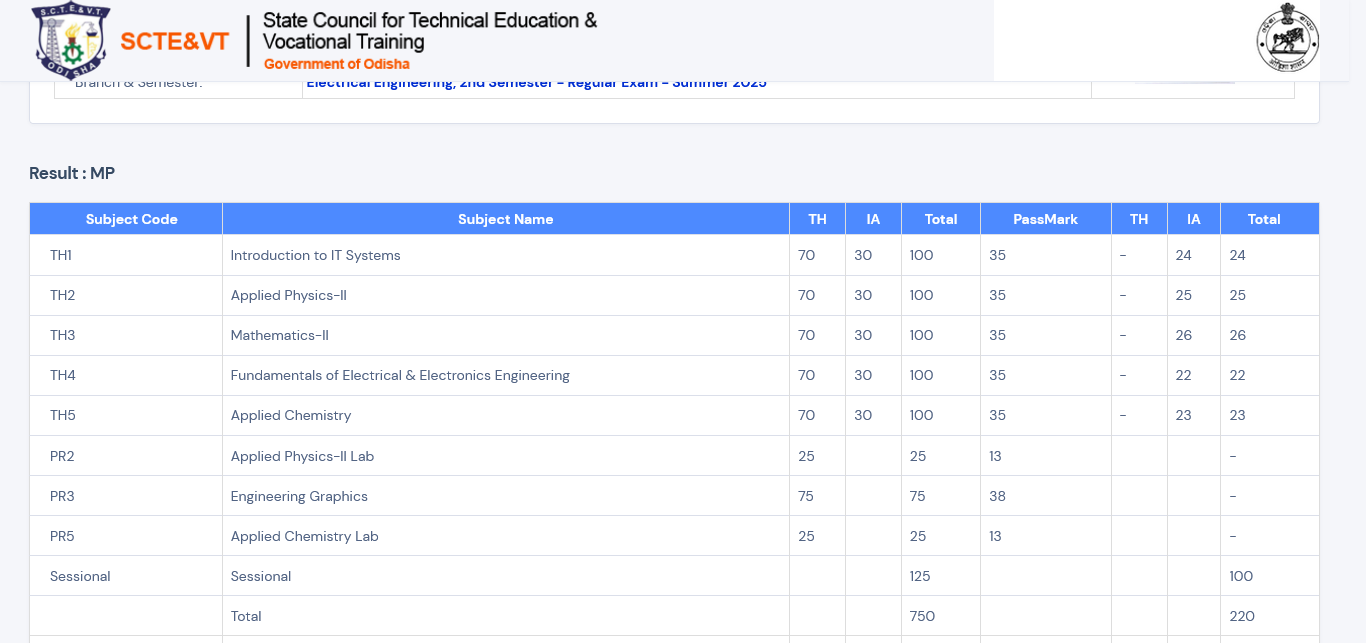 S.C.T.E.&V.T.
ODISHA
SCTE&VT
State Council for Technical Education &
Vocational Training
Government of Odisha
Branch & Semester:
Electrical Engineering, 2nd Semester - Regular Exam - Summer 2025
Result : MP
Subject Code Subject Name TH IA Total PassMark TH IA Total
TH1 Introduction to IT Systems 70 30 100 35 - 24 24
TH2 Applied Physics-II 70 30 100 35 - 25 25
TH3 Mathematics-II 70 30 100 35 - 26 26
TH4 Fundamentals of Electrical & Electronics Engineering 70 30 100 35 - 22 22
TH5 Applied Chemistry 70 30 100 35 - 23 23
PR2 Applied Physics-II Lab 25 25 13 -
PR3 Engineering Graphics 75 75 38 -
PR5 Applied Chemistry Lab 25 25 13 -
Sessional Sessional 125 100
Total 750 220